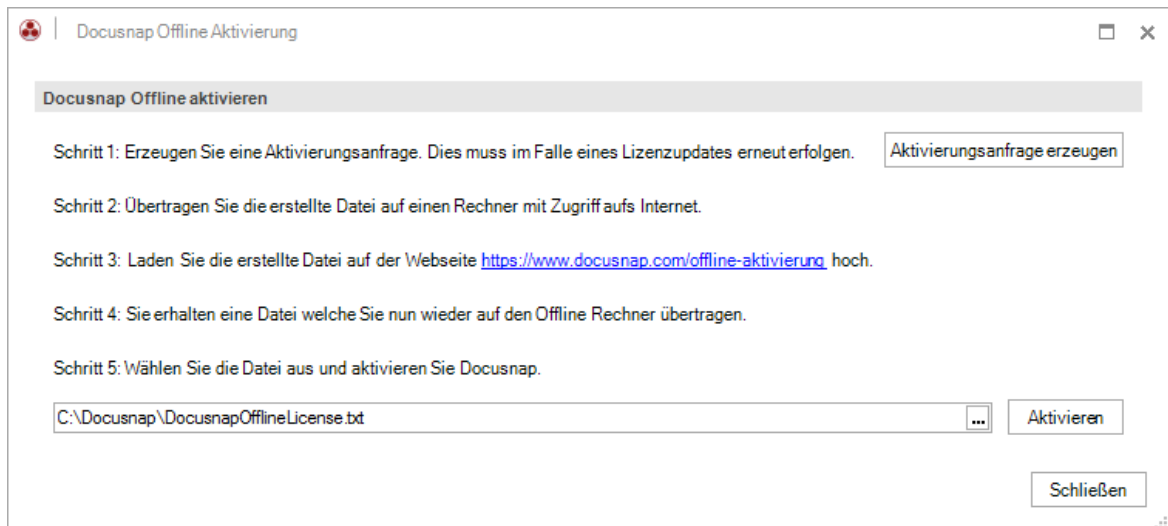 Docusnap Offline Aktivierung
Docusnap Offline aktivieren
Schritt 1: Erzeugen Sie eine Aktivierungsanfrage. Dies muss im Falle eines Lizenzupdates erneut erfolgen. Aktivierungsanfrage erzeugen
Schritt 2: Übertragen Sie die erstellte Datei auf einen Rechner mit Zugriff aufs Internet.
Schritt 3: Laden Sie die erstellte Datei auf der Webseite https://www.docusnap.com/offline-aktivierung hoch.
Schritt 4: Sie erhalten eine Datei welche Sie nun wieder auf den Offline Rechner übertragen.
Schritt 5: Wählen Sie die Datei aus und aktivieren Sie Docusnap.
C:\Docusnap\DocusnapOfflineLicense.txt ... Aktivieren
Schließen